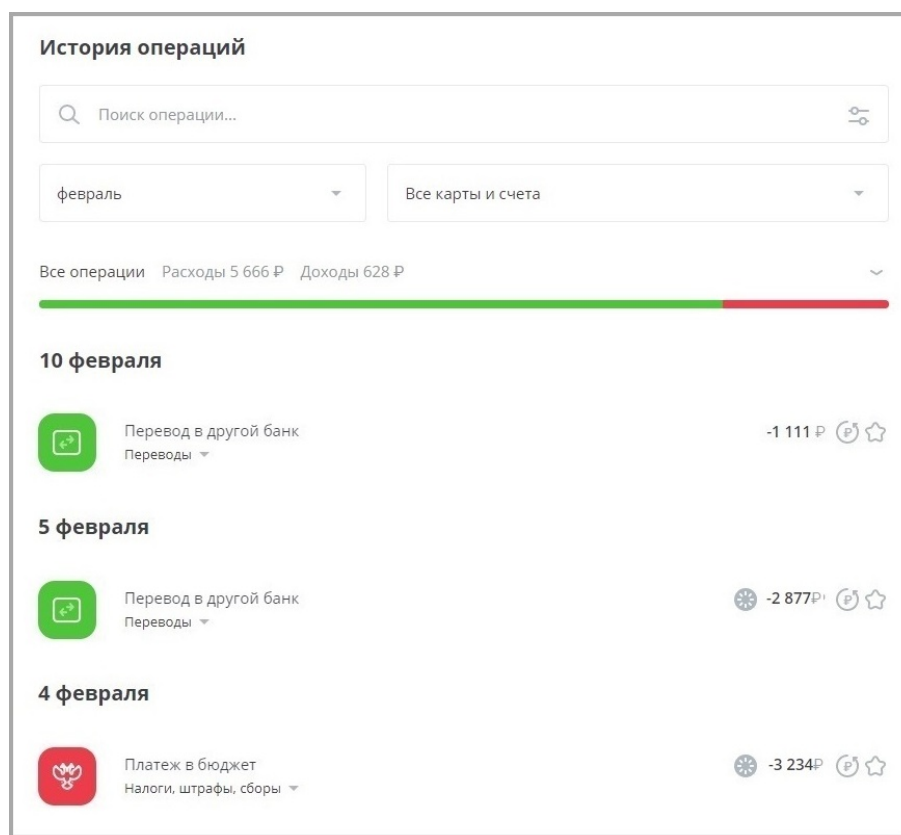 История операций
Поиск операции...
февраль
Все карты и счета
Все операции Расходы 5 666 ₽ Доходы 628 ₽
10 февраля
Перевод в другой банк
-1 111 ₽
Переводы
5 февраля
Перевод в другой банк
-2 877₽
Переводы
4 февраля
Платеж в бюджет
-3 234₽
Налоги, штрафы, сборы